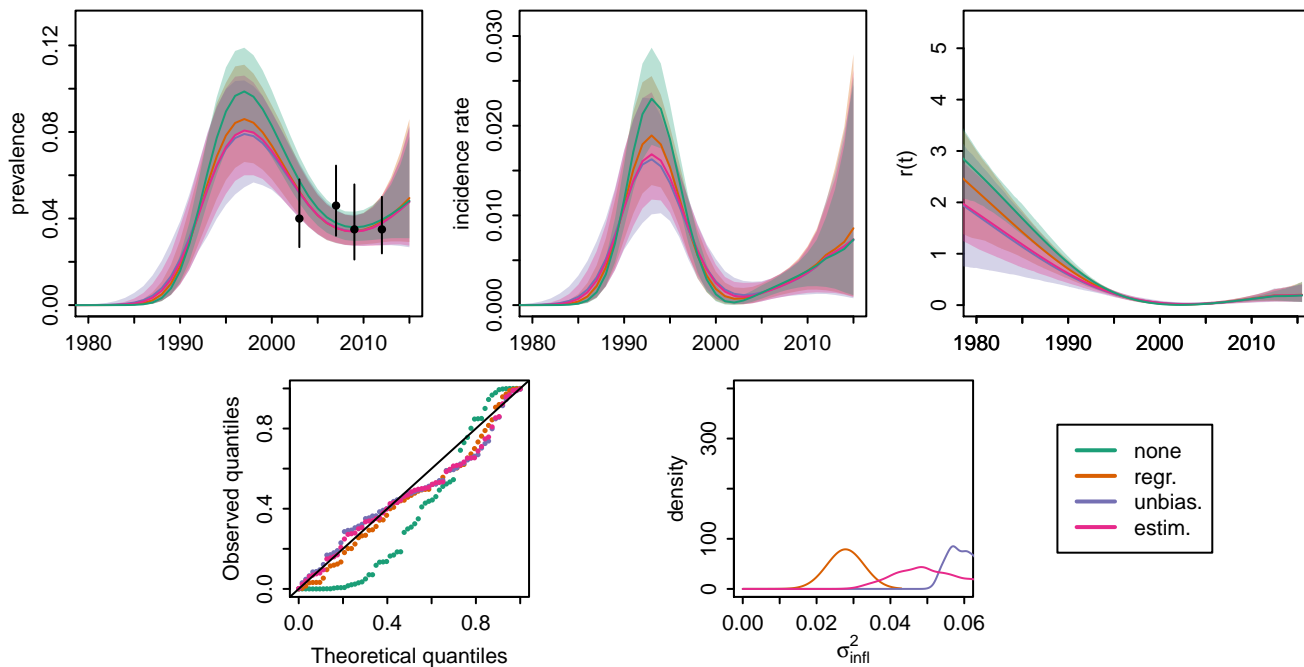 prevalence
0.00 0.04 0.08 0.12
1980 1990 2000 2010
incidence rate
0.000 0.010 0.020 0.030
1980 1990 2000 2010
r(t)
0 1 2 3 4 5
1980 1990 2000 2010
Observed quantiles
0.0 0.4 0.8
0.0 0.4 0.8
Theoretical quantiles
density
0 100 300
0.00 0.02 0.04 0.06
σ²infl
none
regr.
unbias.
estim.